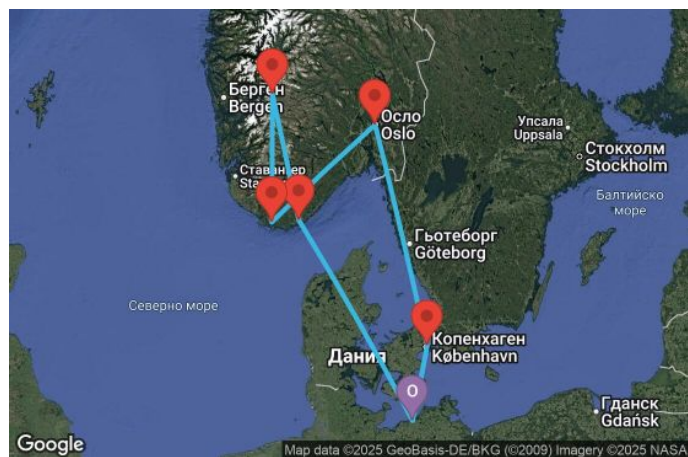 Берген
Bergen
Осло
Oslo
Упсала
Uppsala
Стокхолм
Stockholm
Ставангер
Балтийско
море
Гьотеборг
Göteborg
Северно море
Копенхаген
København
Дания
O
Гданск
Gdańsk
Google
Map data ©2025 GeoBasis-DE/BKG (©2009) Imagery ©2025 NASA